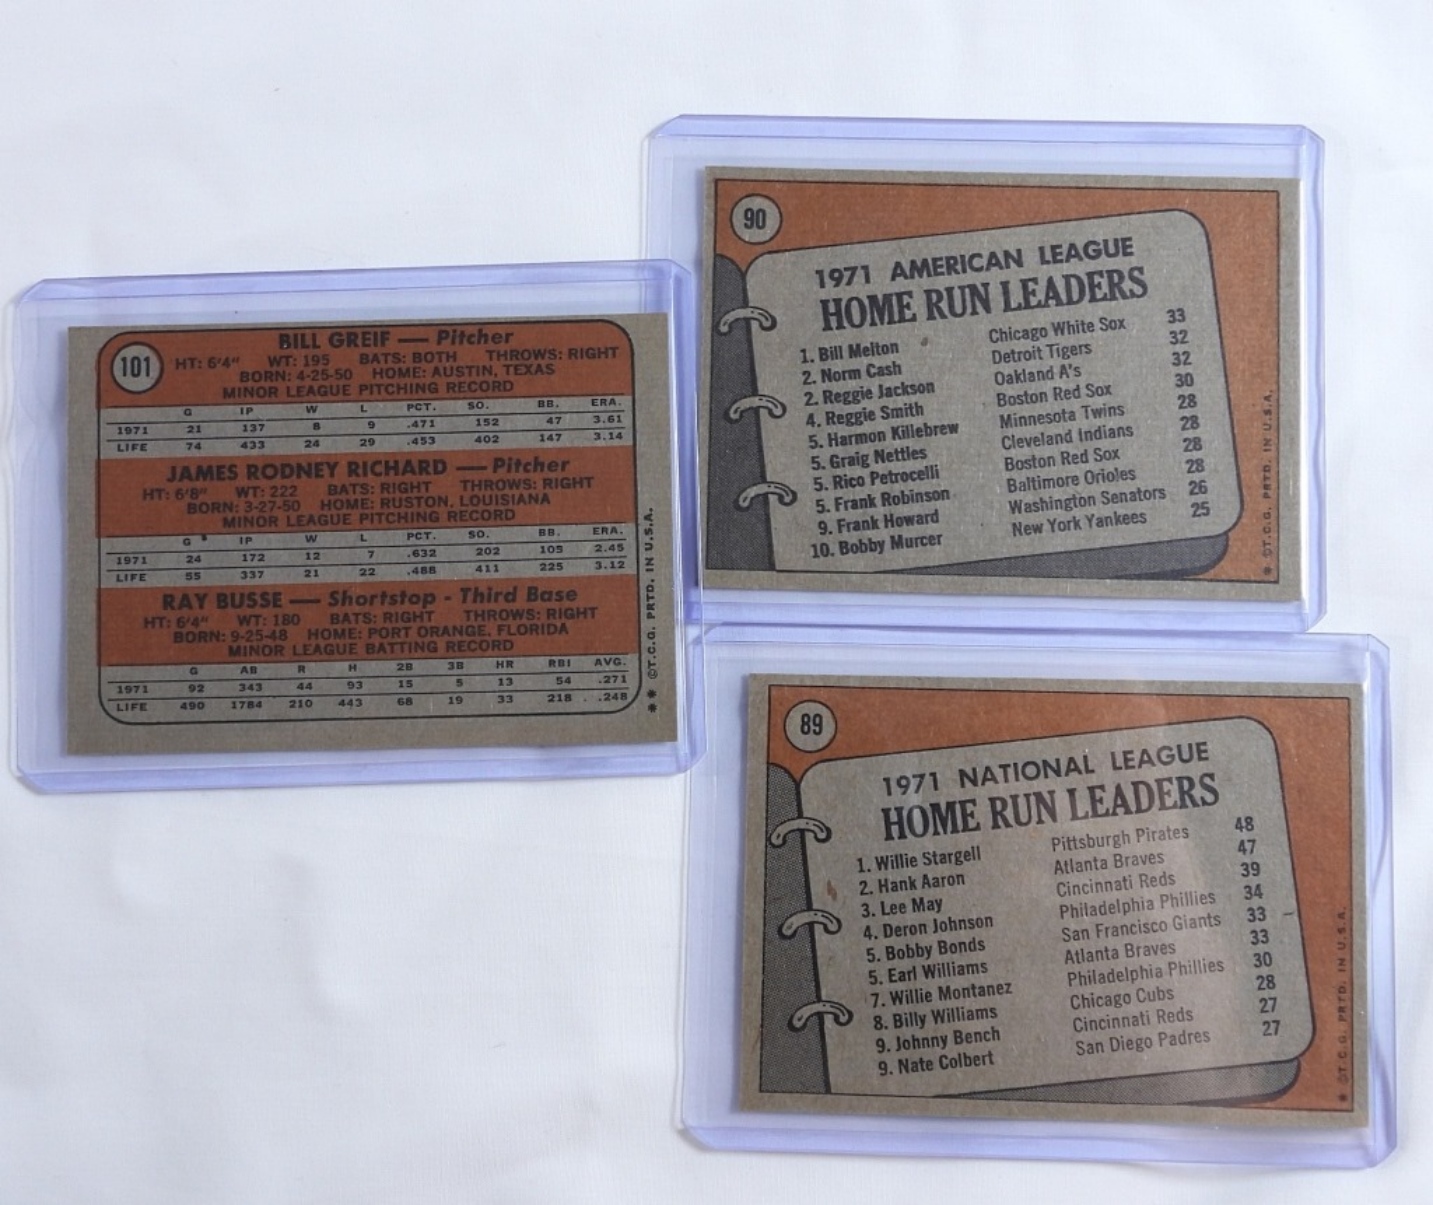 101
BILL GREIF — Pitcher
HT: 6'4" WT: 195 BATS: BOTH THROWS: RIGHT
BORN: 4-25-50 HOME: AUSTIN, TEXAS
MINOR LEAGUE PITCHING RECORD
G IP W L PCT. SO. BB. ERA.
1971 21 137 8 9 .471 152 47 3.61
LIFE 74 433 24 29 .453 402 147 3.14
JAMES RODNEY RICHARD — Pitcher
HT: 6'8" WT: 222 BATS: RIGHT THROWS: RIGHT
BORN: 3-27-50 HOME: RUSTON, LOUISIANA
MINOR LEAGUE PITCHING RECORD
G IP W L PCT. SO. BB. ERA.
1971 24 172 12 7 .632 202 105 2.45
LIFE 55 337 21 22 .488 411 225 3.12
RAY BUSSE — Shortstop - Third Base
HT: 6'4" WT: 180 BATS: RIGHT THROWS: RIGHT
BORN: 9-25-48 HOME: PORT ORANGE, FLORIDA
MINOR LEAGUE BATTING RECORD
G AB R H 2B 3B HR RBI AVG.
1971 92 343 44 93 15 5 13 54 .271
LIFE 490 1784 210 443 68 19 33 218 .248
** ©T.C.G. PRTD. IN U.S.A.
90
1971 AMERICAN LEAGUE
HOME RUN LEADERS
1. Bill Melton Chicago White Sox 33
2. Norm Cash Detroit Tigers 32
2. Reggie Jackson Oakland A's 32
4. Reggie Smith Boston Red Sox 30
5. Harmon Killebrew Minnesota Twins 28
5. Graig Nettles Cleveland Indians 28
5. Rico Petrocelli Boston Red Sox 28
5. Frank Robinson Baltimore Orioles 28
9. Frank Howard Washington Senators 26
10. Bobby Murcer New York Yankees 25
* ©T.C.G. PRTD. IN U.S.A.
89
1971 NATIONAL LEAGUE
HOME RUN LEADERS
1. Willie Stargell Pittsburgh Pirates 48
2. Hank Aaron Atlanta Braves 47
3. Lee May Cincinnati Reds 39
4. Deron Johnson Philadelphia Phillies 34
5. Bobby Bonds San Francisco Giants 33
5. Earl Williams Atlanta Braves 33
7. Willie Montanez Philadelphia Phillies 30
8. Billy Williams Chicago Cubs 28
9. Johnny Bench Cincinnati Reds 27
9. Nate Colbert San Diego Padres 27
* ©T.C.G. PRTD. IN U.S.A.